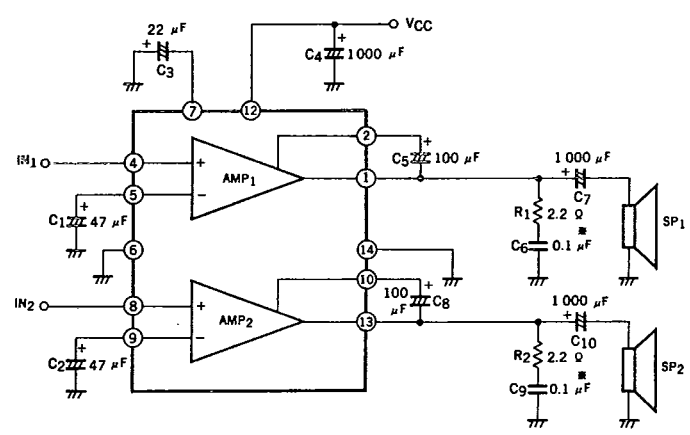 22 µF
+
C3
VCC
+
C4
1000 µF
7
12
2
+
C5
100 µF
IN1
4
+
AMP1
1
1000 µF
+
C7
5
−
+
C1
47 µF
R1
2.2 Ω
※
C6
0.1 µF
SP1
6
14
10
100 µF
+
C8
IN2
8
+
AMP2
13
1000 µF
+
C10
9
−
+
C2
47 µF
R2
2.2 Ω
※
C9
0.1 µF
SP2